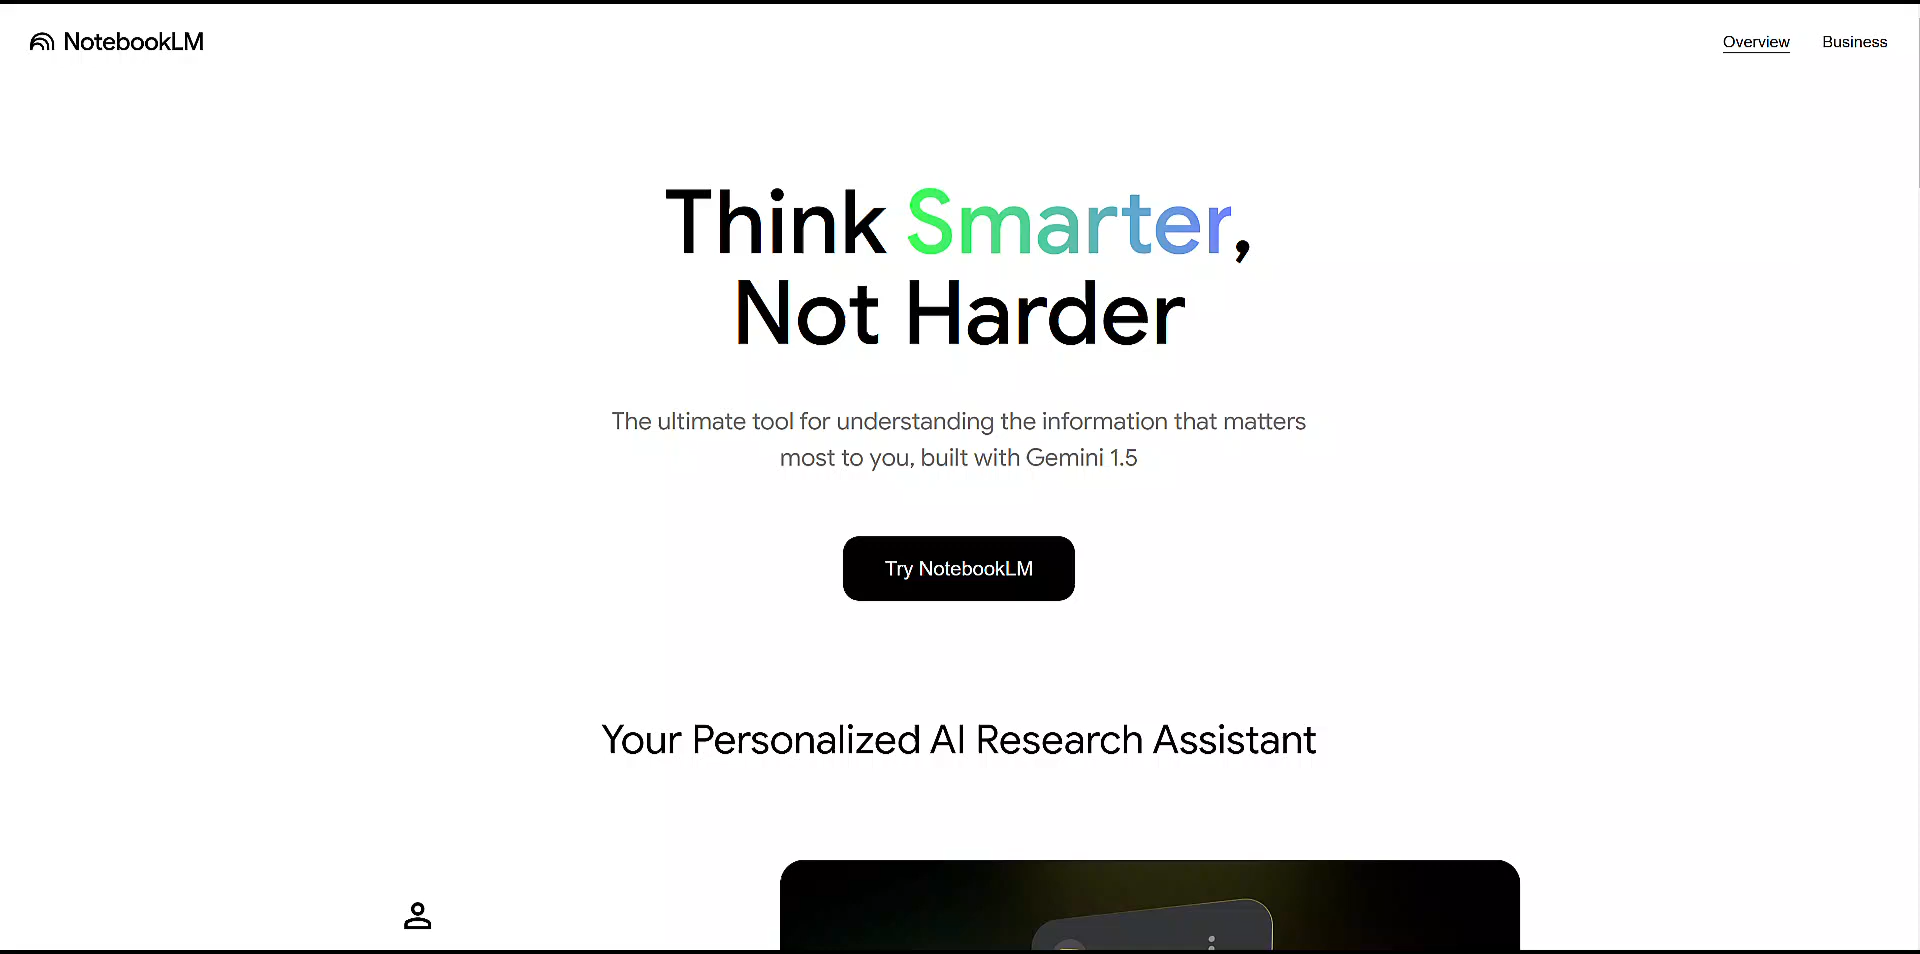 NotebookLM
Overview
Business
Think Smarter,
Not Harder
The ultimate tool for understanding the information that matters
most to you, built with Gemini 1.5
Try NotebookLM
Your Personalized AI Research Assistant